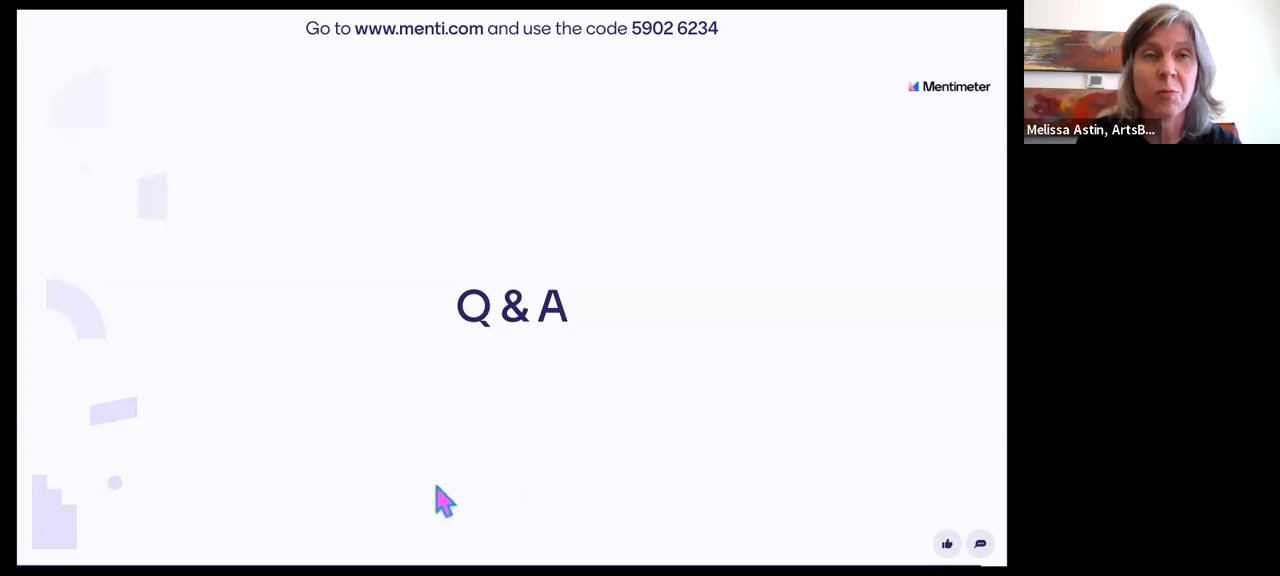 Go to www.menti.com and use the code 5902 6234
Mentimeter
Q & A
Melissa Astin, ArtsB...